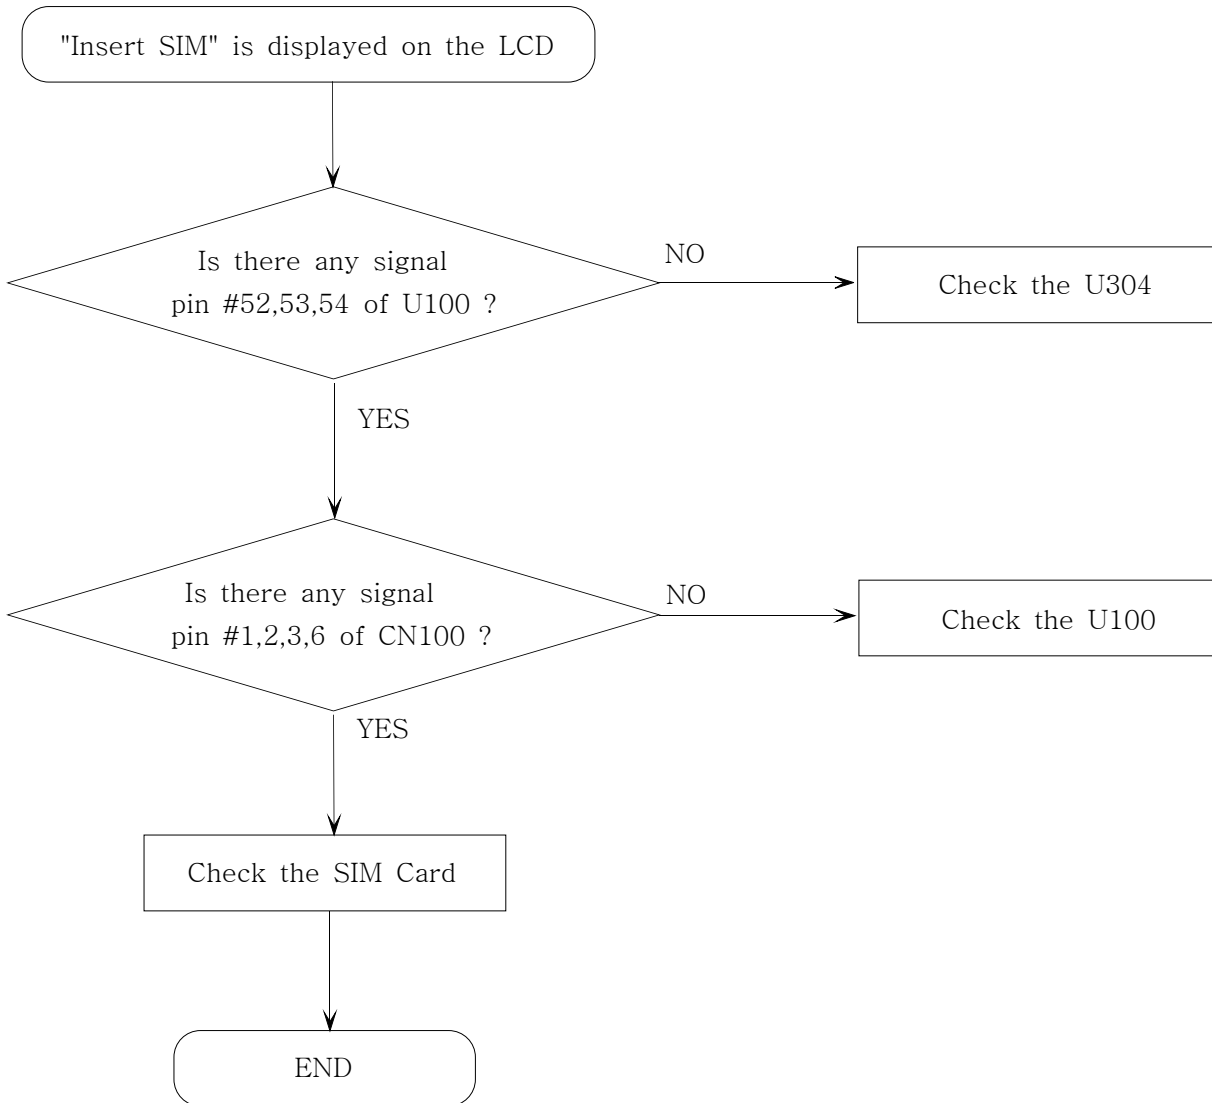 "Insert SIM" is displayed on the LCD
Is there any signal
pin #52,53,54 of U100 ?
NO
Check the U304
YES
Is there any signal
pin #1,2,3,6 of CN100 ?
NO
Check the U100
YES
Check the SIM Card
END